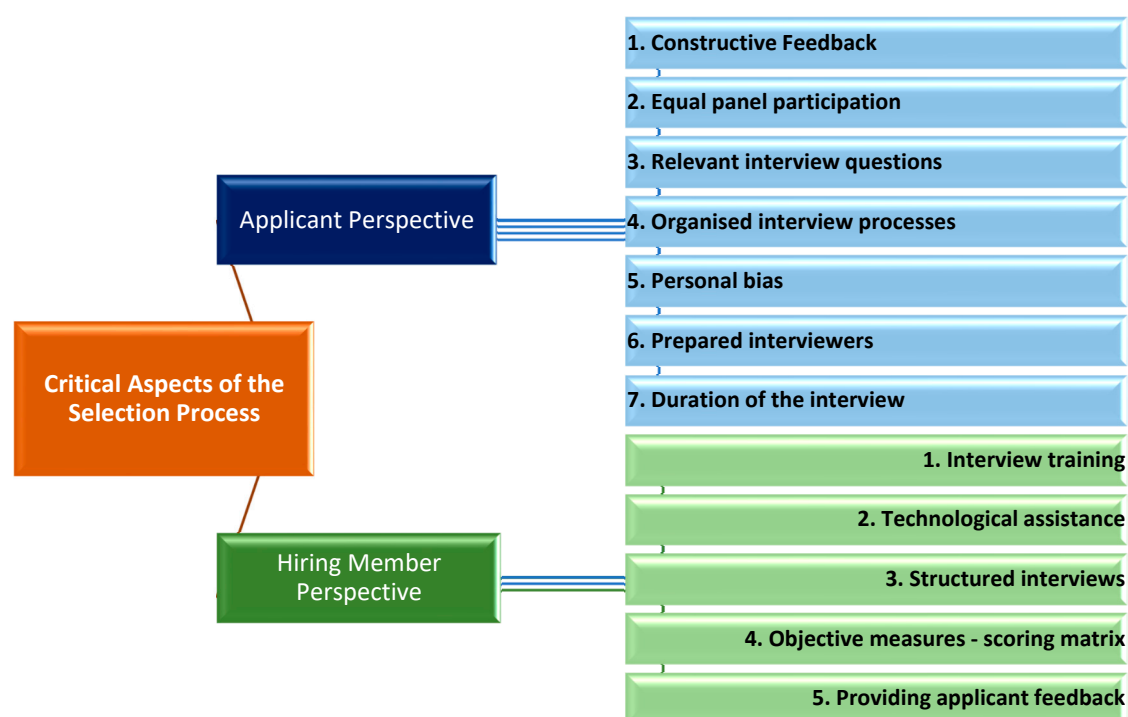 Critical Aspects of the
Selection Process
Applicant Perspective
1. Constructive Feedback
2. Equal panel participation
3. Relevant interview questions
4. Organised interview processes
5. Personal bias
6. Prepared interviewers
7. Duration of the interview
Hiring Member
Perspective
1. Interview training
2. Technological assistance
3. Structured interviews
4. Objective measures - scoring matrix
5. Providing applicant feedback